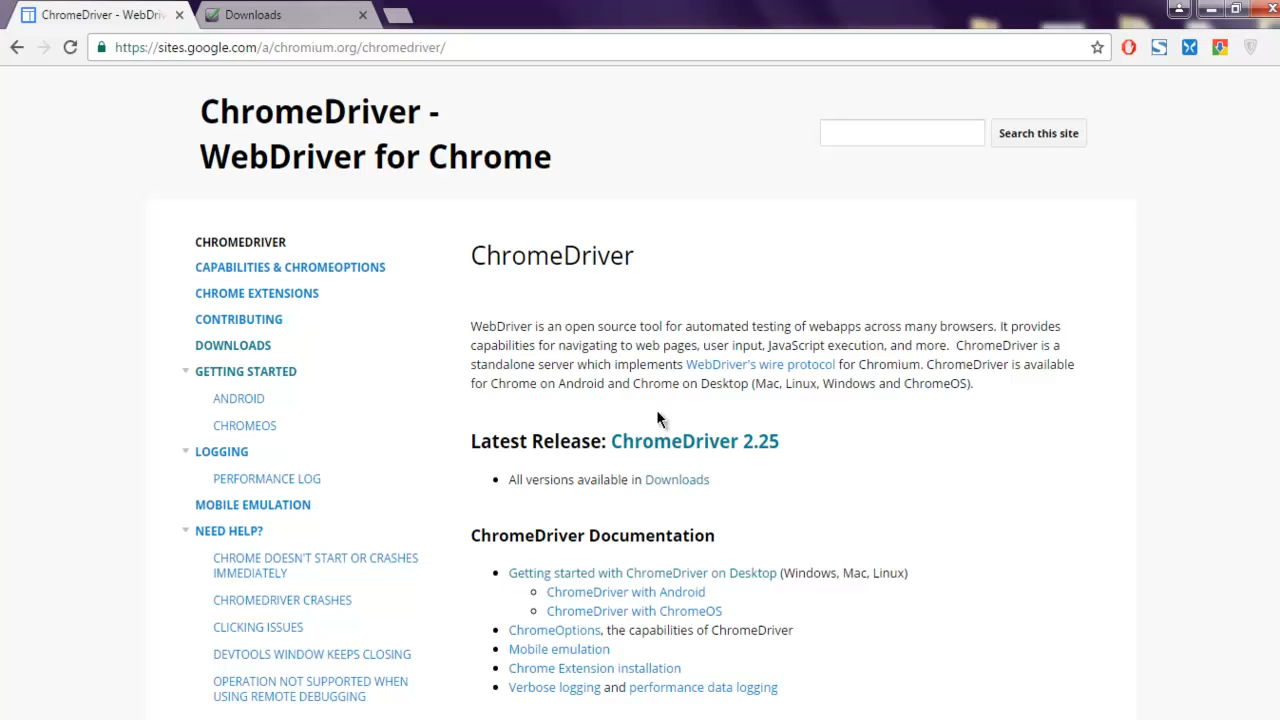 ChromeDriver - WebDriv
Downloads
https://sites.google.com/a/chromium.org/chromedriver/
ChromeDriver -
WebDriver for Chrome
Search this site
CHROMEDRIVER
CAPABILITIES & CHROMEOPTIONS
CHROME EXTENSIONS
CONTRIBUTING
DOWNLOADS
GETTING STARTED
ANDROID
CHROMEOS
LOGGING
PERFORMANCE LOG
MOBILE EMULATION
NEED HELP?
CHROME DOESN'T START OR CRASHES
IMMEDIATELY
CHROMEDRIVER CRASHES
CLICKING ISSUES
DEVTOOLS WINDOW KEEPS CLOSING
OPERATION NOT SUPPORTED WHEN
USING REMOTE DEBUGGING
ChromeDriver
WebDriver is an open source tool for automated testing of webapps across many browsers. It provides
capabilities for navigating to web pages, user input, JavaScript execution, and more. ChromeDriver is a
standalone server which implements WebDriver's wire protocol for Chromium. ChromeDriver is available
for Chrome on Android and Chrome on Desktop (Mac, Linux, Windows and ChromeOS).
Latest Release: ChromeDriver 2.25
• All versions available in Downloads
ChromeDriver Documentation
• Getting started with ChromeDriver on Desktop (Windows, Mac, Linux)
○ ChromeDriver with Android
○ ChromeDriver with ChromeOS
• ChromeOptions, the capabilities of ChromeDriver
• Mobile emulation
• Chrome Extension installation
• Verbose logging and performance data logging